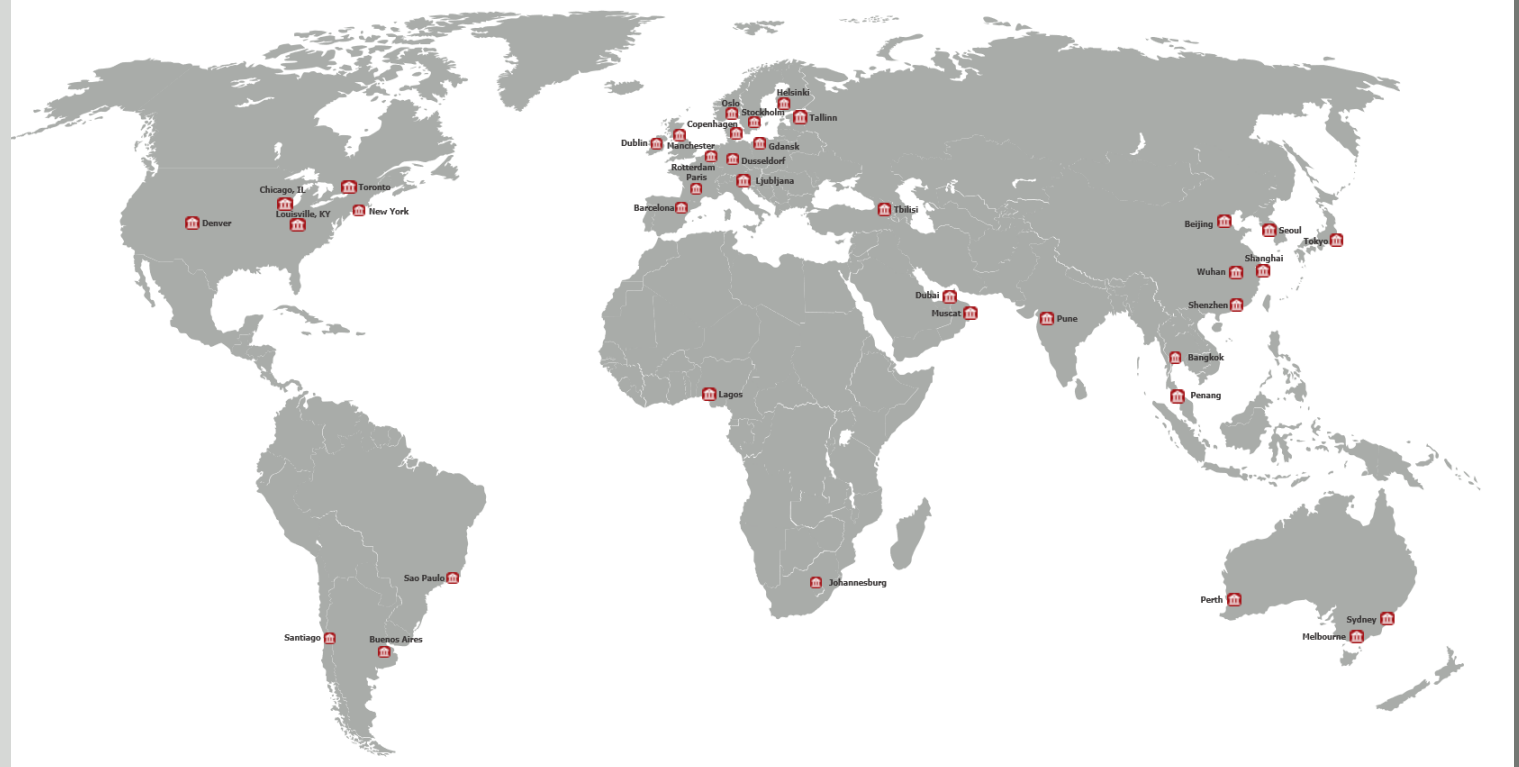 Helsinki
Oslo
Stockholm
Tallinn
Copenhagen
Dublin
Manchester
Gdansk
Rotterdam
Dusseldorf
Paris
Ljubljana
Chicago, IL
Toronto
Barcelona
Tbilisi
Louisville, KY
New York
Denver
Beijing
Seoul
Tokyo
Shanghai
Wuhan
Dubai
Shenzhen
Muscat
Pune
Bangkok
Lagos
Penang
Sao Paulo
Johannesburg
Perth
Sydney
Santiago
Buenos Aires
Melbourne